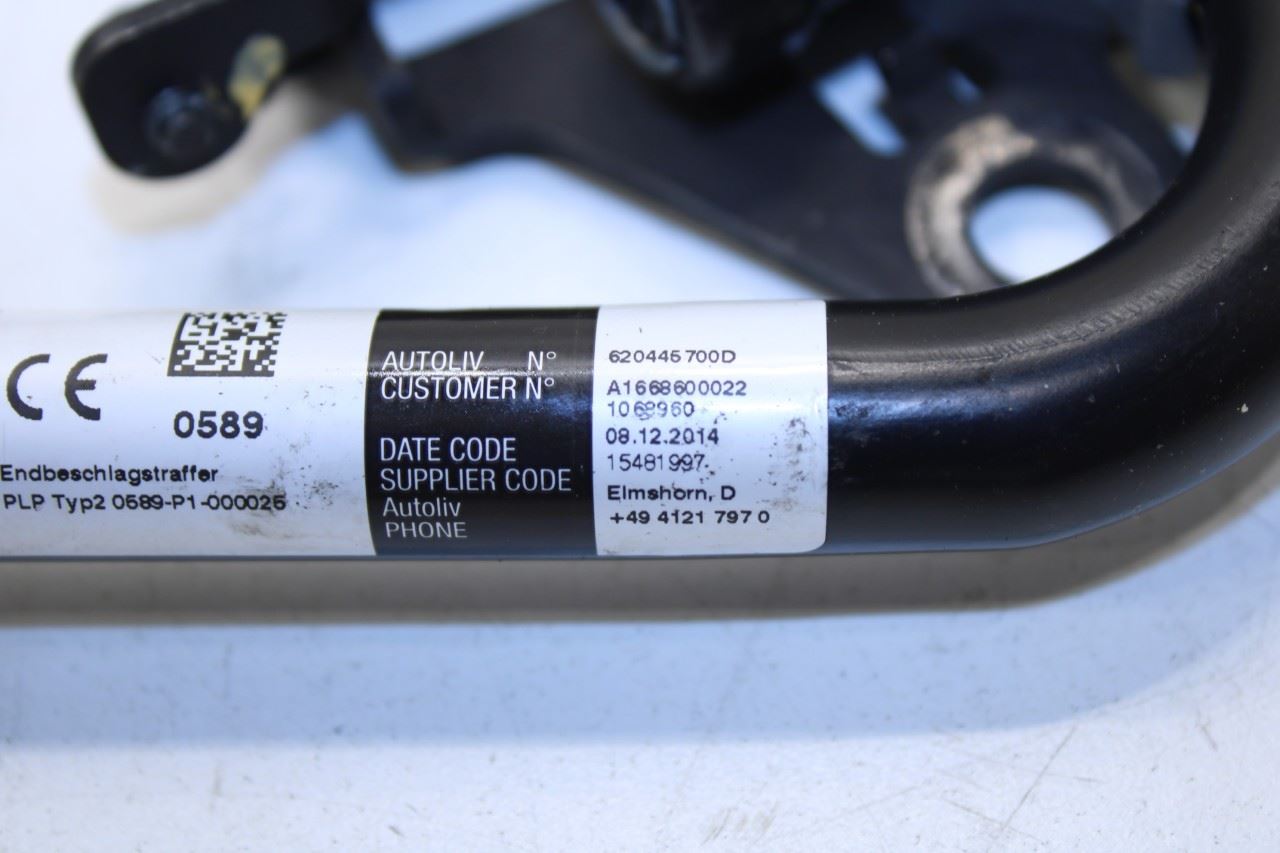 CE
0589
Endbeschlagstraffer
PLP Typ2 0589-P1-000025
AUTOLIV N° 620445700D
CUSTOMER N° A1668600022
1068960
DATE CODE 08.12.2014
SUPPLIER CODE 15481997
Autoliv Elmshorn, D
PHONE +49 4121 797 0